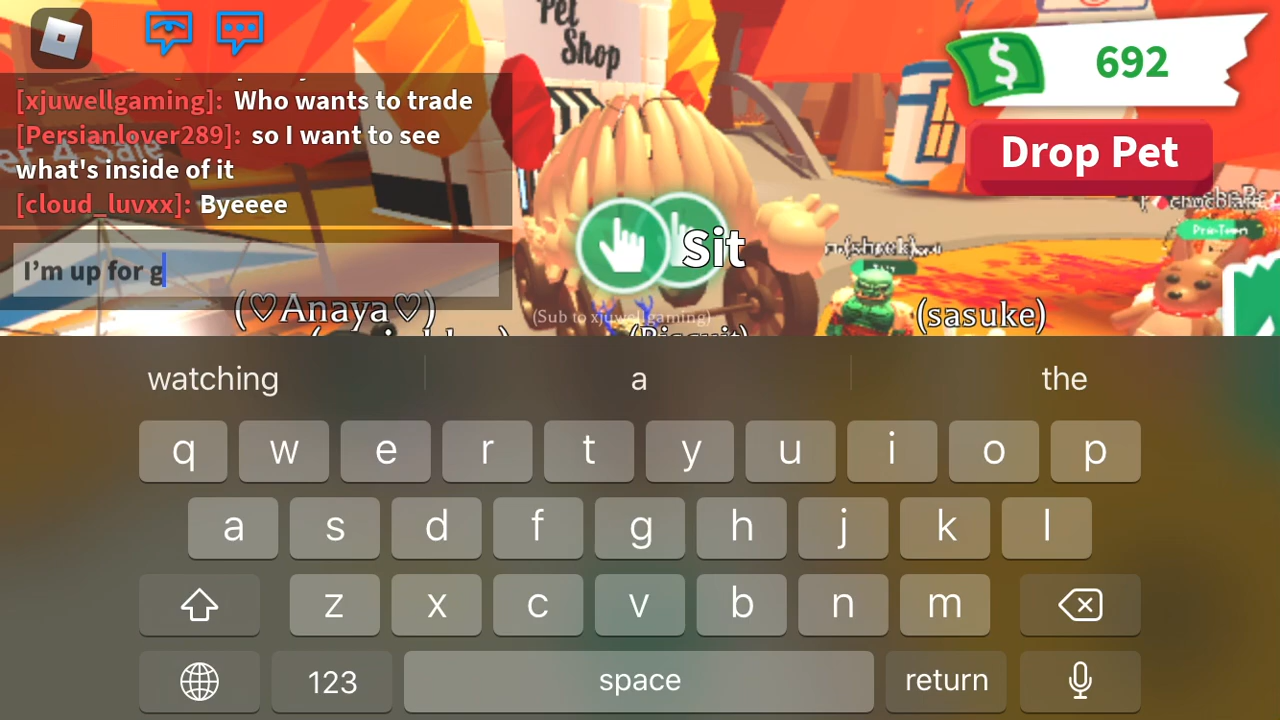 Pet
Shop
692
[xjuwellgaming]: Who wants to trade
[Persianlover289]: so I want to see
what's inside of it
[cloud_luvxx]: Byeeee
Drop Pet
Sit
I’m up for g
(♡Anaya♡)
(Sub to xjuwellgaming)
(sasuke)
watching a the
q w e r t y u i o p
a s d f g h j k l
z x c v b n m
123 space return